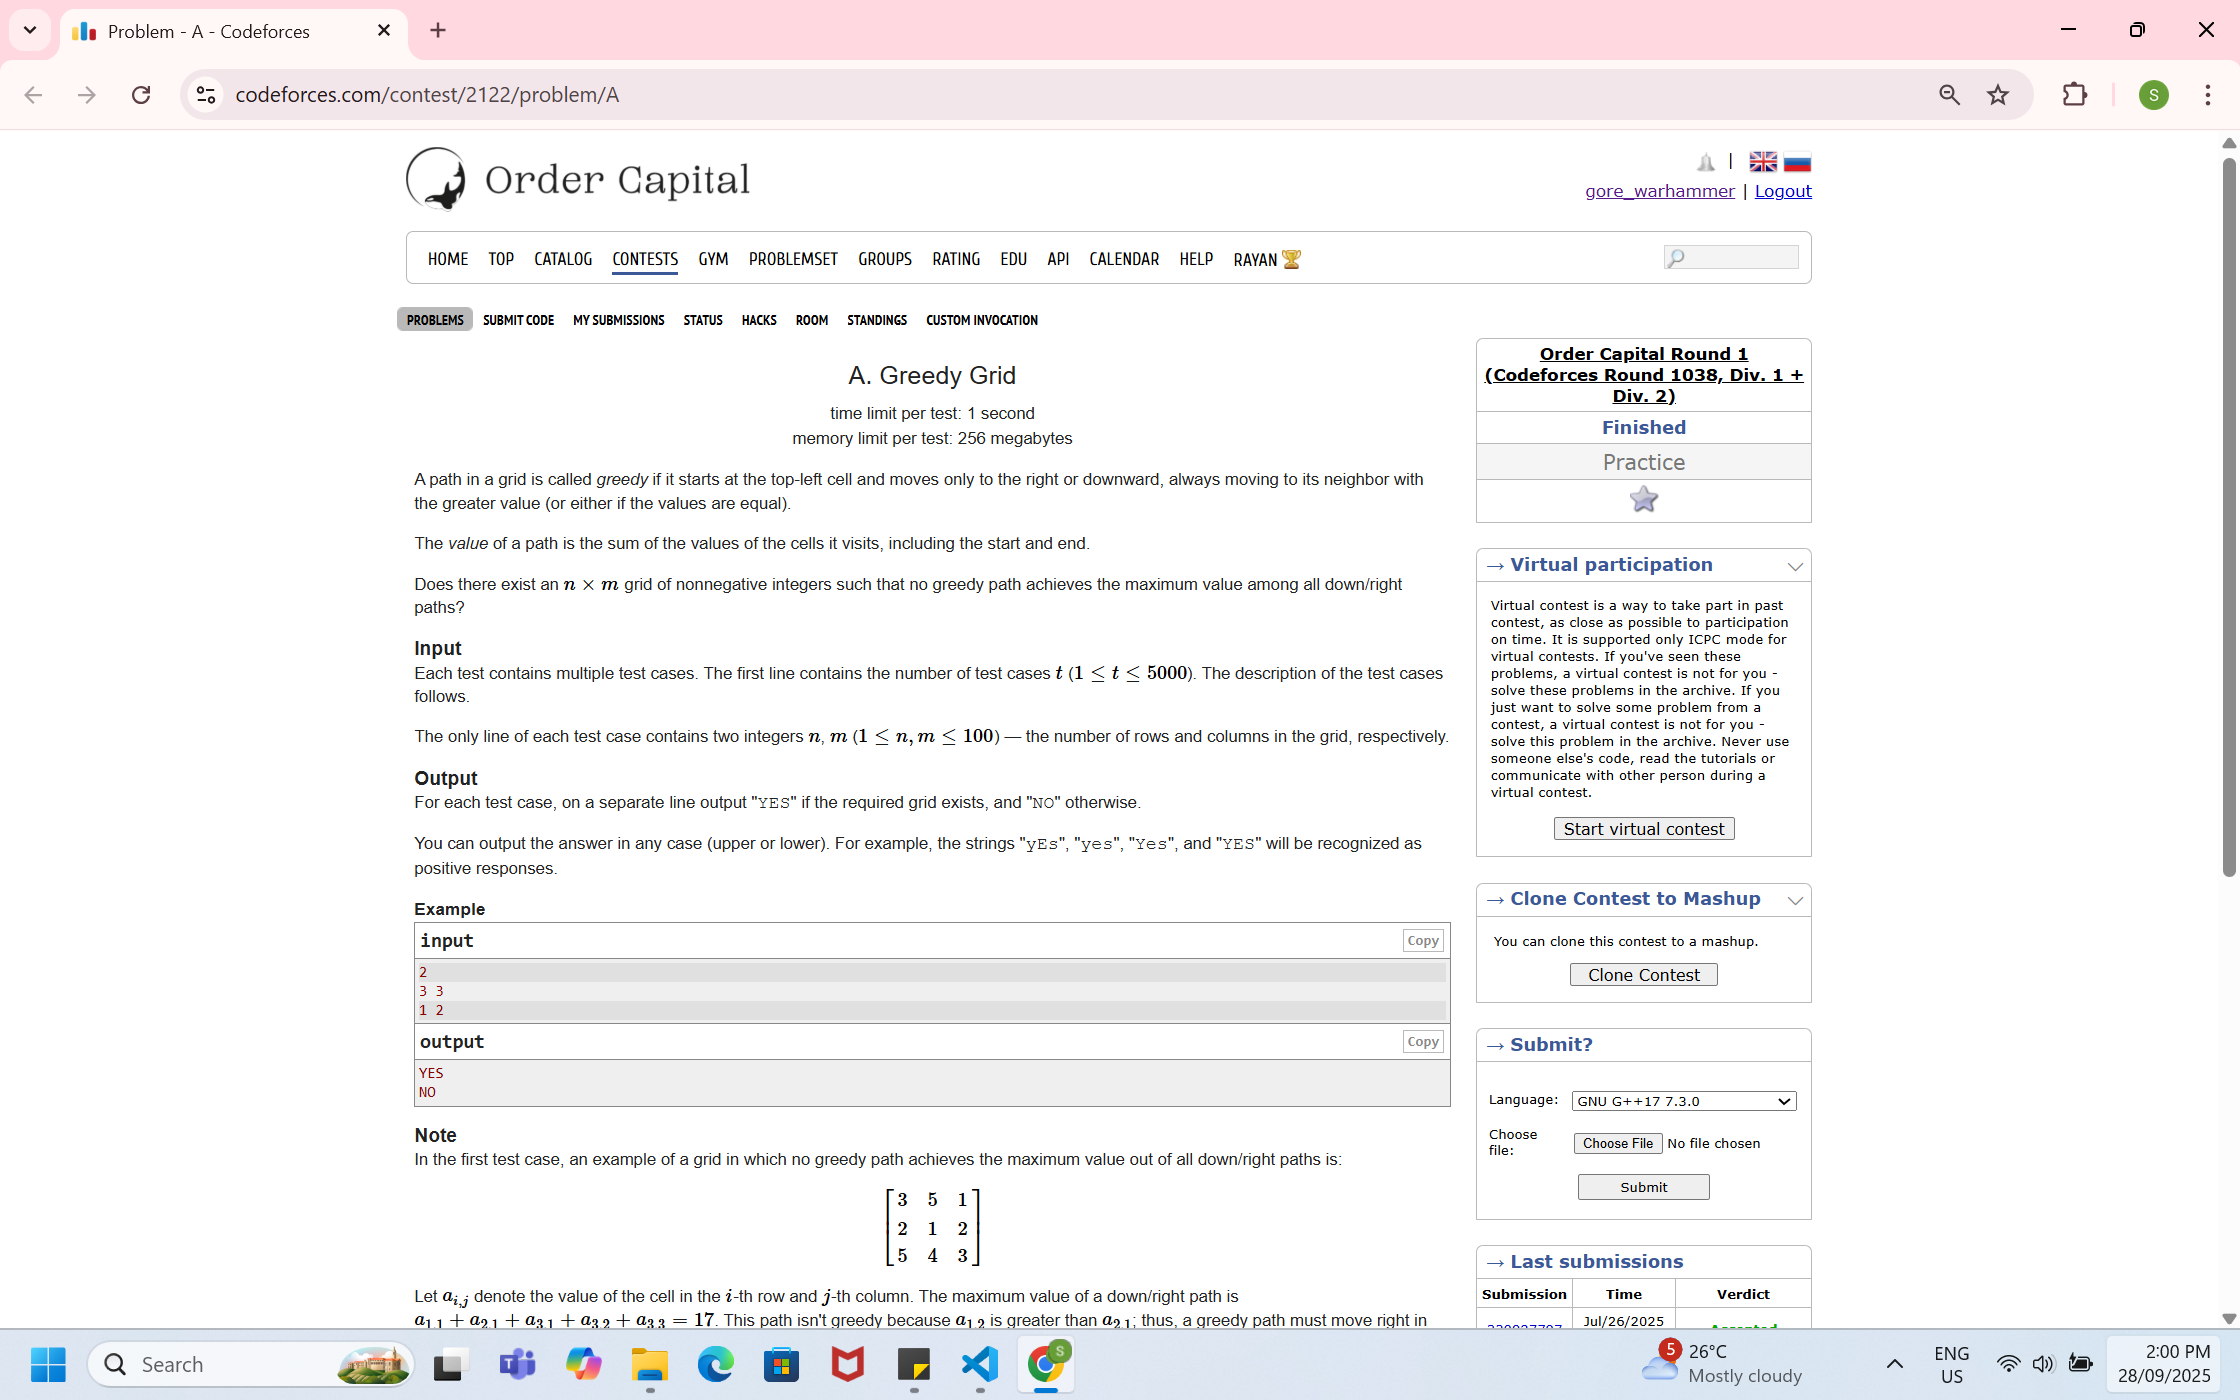 Problem - A - Codeforces
codeforces.com/contest/2122/problem/A
S
Order Capital
|
gore_warhammer | Logout
HOME TOP CATALOG CONTESTS GYM PROBLEMSET GROUPS RATING EDU API CALENDAR HELP RAYAN
PROBLEMS SUBMIT CODE MY SUBMISSIONS STATUS HACKS ROOM STANDINGS CUSTOM INVOCATION
A. Greedy Grid
time limit per test: 1 second
memory limit per test: 256 megabytes
A path in a grid is called greedy if it starts at the top-left cell and moves only to the right or downward, always moving to its neighbor with
the greater value (or either if the values are equal).
The value of a path is the sum of the values of the cells it visits, including the start and end.
Does there exist an n × m grid of nonnegative integers such that no greedy path achieves the maximum value among all down/right
paths?
Input
Each test contains multiple test cases. The first line contains the number of test cases t (1 ≤ t ≤ 5000). The description of the test cases
follows.
The only line of each test case contains two integers n, m (1 ≤ n, m ≤ 100) — the number of rows and columns in the grid, respectively.
Output
For each test case, on a separate line output "YES" if the required grid exists, and "NO" otherwise.
You can output the answer in any case (upper or lower). For example, the strings "yEs", "yes", "Yes", and "YES" will be recognized as
positive responses.
Example
input Copy
2
3 3
1 2
output Copy
YES
NO
Note
In the first test case, an example of a grid in which no greedy path achieves the maximum value out of all down/right paths is:
3 5 1
2 1 2
5 4 3
Let a_{i,j} denote the value of the cell in the i-th row and j-th column. The maximum value of a down/right path is
a_{1,1} + a_{2,1} + a_{3,1} + a_{3,2} + a_{3,3} = 17. This path isn't greedy because a_{1,2} is greater than a_{2,1}; thus, a greedy path must move right in
Order Capital Round 1
(Codeforces Round 1038, Div. 1 +
Div. 2)
Finished
Practice
→ Virtual participation
Virtual contest is a way to take part in past
contest, as close as possible to participation
on time. It is supported only ICPC mode for
virtual contests. If you've seen these
problems, a virtual contest is not for you -
solve these problems in the archive. If you
just want to solve some problem from a
contest, a virtual contest is not for you -
solve this problem in the archive. Never use
someone else's code, read the tutorials or
communicate with other person during a
virtual contest.
Start virtual contest
→ Clone Contest to Mashup
You can clone this contest to a mashup.
Clone Contest
→ Submit?
Language: GNU G++17 7.3.0
Choose
file:
Choose File No file chosen
Submit
→ Last submissions
Submission Time Verdict
Jul/26/2025
Accepted
Search
5
26°C
Mostly cloudy
ENG
US
2:00 PM
28/09/2025